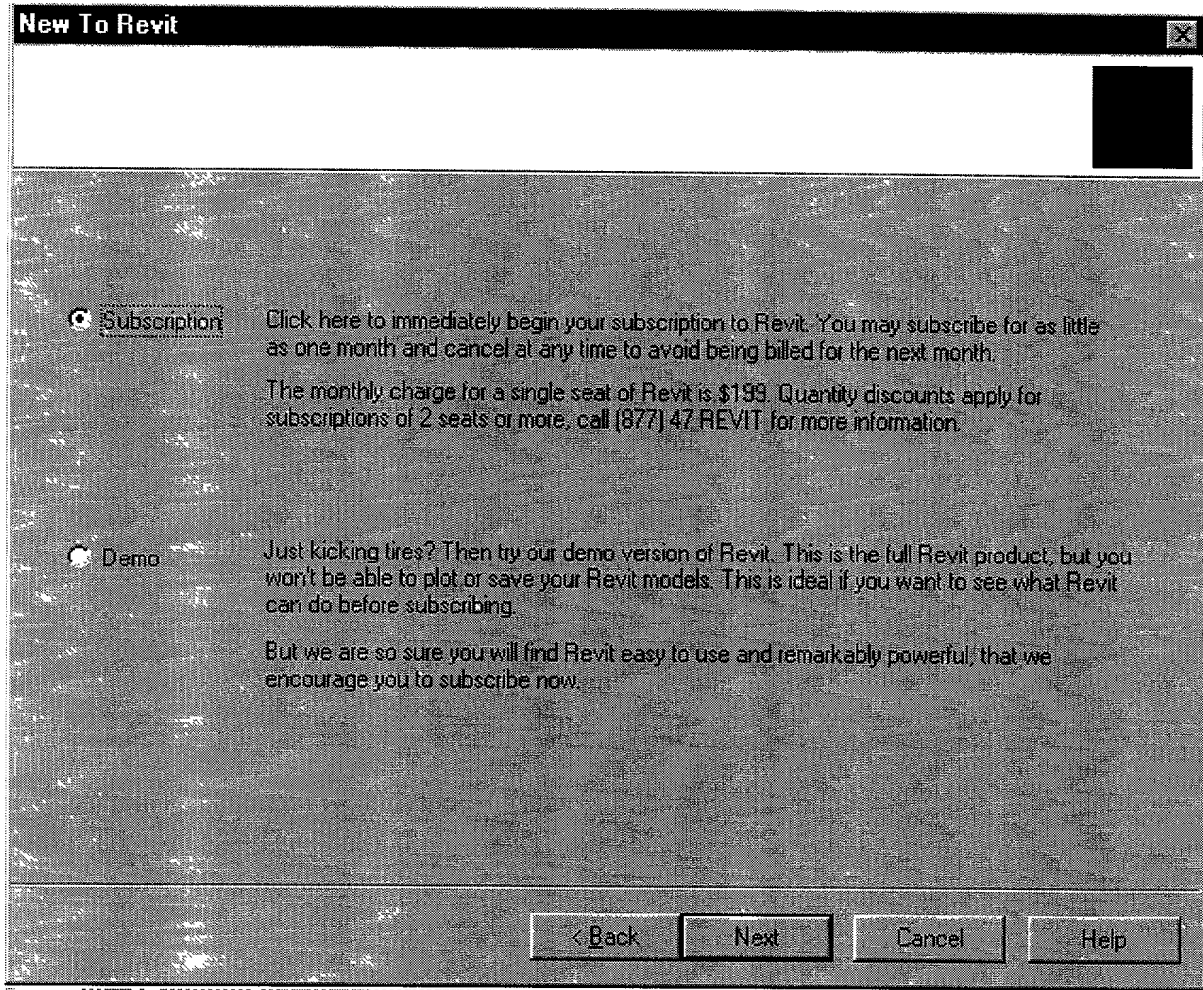 New To Revit
Subscription
Click here to immediately begin your subscription to Revit. You may subscribe for as little
as one month and cancel at any time to avoid being billed for the next month.
The monthly charge for a single seat of Revit is $199. Quantity discounts apply for
subscriptions of 2 seats or more, call (877) 47 REVIT for more information.
Demo
Just kicking tires? Then try our demo version of Revit. This is the full Revit product, but you
won't be able to plot or save your Revit models. This is ideal if you want to see what Revit
can do before subscribing.
But we are so sure you will find Revit easy to use and remarkably powerful, that we
encourage you to subscribe now.
< Back Next Cancel Help